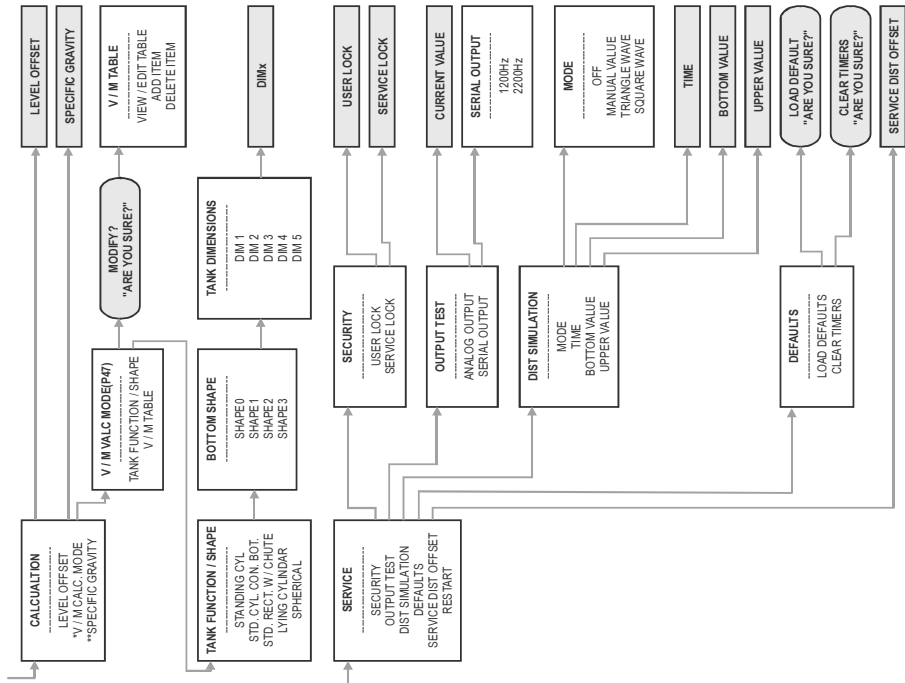 CALCUALTION
--------------------
LEVEL OFFSET
*V / M CALC. MODE
**SPECIFIC GRAVITY
LEVEL OFFSET
SPECIFIC GRAVITY
V / M VALC MODE(P47)
--------------------
TANK FUNCTION / SHAPE
V / M TABLE
MODIFY?
"ARE YOU SURE?"
V / M TABLE
--------------------
VIEW / EDIT TABLE
ADD ITEM
DELETE ITEM
TANK FUNCTION / SHAPE
--------------------
STANDING CYL
STD. CYL. CON. BOT.
STD. RECT. W / CHUTE
LYING CYLINDAR
SPHERICAL
BOTTOM SHAPE
--------------------
SHAPE0
SHAPE1
SHAPE2
SHAPE3
TANK DIMENSIONS
--------------------
DIM 1
DIM 2
DIM 3
DIM 4
DIM 5
DIMx
SERVICE
--------------------
SECURITY
OUTPUT TEST
DIST SIMULATION
DEFAULTS
SERVICE DIST OFFSET
RESTART
SECURITY
--------------------
USER LOCK
SERVICE LOCK
USER LOCK
SERVICE LOCK
OUTPUT TEST
--------------------
ANALOG OUTPUT
SERIAL OUTPUT
CURRENT VALUE
SERIAL OUTPUT
--------------------
1200Hz
2200Hz
DIST SIMULATION
--------------------
MODE
TIME
BOTTOM VALUE
UPPER VALUE
MODE
--------------------
OFF
MANUAL VALUE
TRIANGLE WAVE
SQUARE WAVE
TIME
BOTTOM VALUE
UPPER VALUE
DEFAULTS
--------------------
LOAD DEFAULTS
CLEAR TIMERS
LOAD DEFAULT
"ARE YOU SURE?"
CLEAR TIMERS
"ARE YOU SURE?"
SERVICE DIST OFFSET